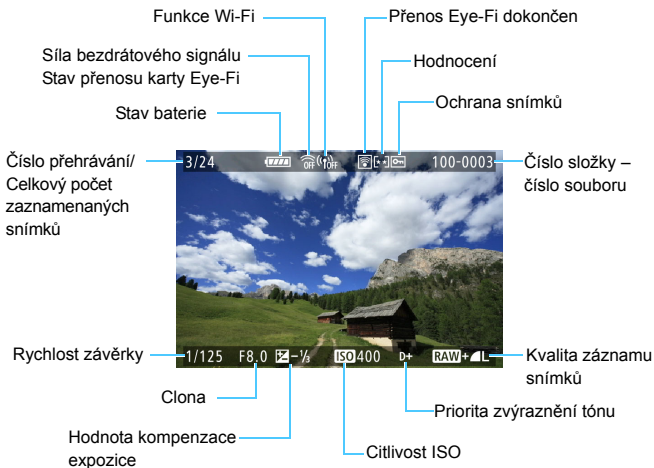 Funkce Wi-Fi
Přenos Eye-Fi dokončen
Síla bezdrátového signálu
Stav přenosu karty Eye-Fi
Hodnocení
Stav baterie
Ochrana snímků
Číslo přehrávání/
Celkový počet
zaznamenaných
snímků
3/24 OFF OFF 100-0003
Číslo složky –
číslo souboru
Rychlost závěrky
1/125 F8.0 -1/3 ISO 400 D+ RAW+L
Kvalita záznamu
snímků
Clona
Priorita zvýraznění tónu
Hodnota kompenzace
expozice
Citlivost ISO